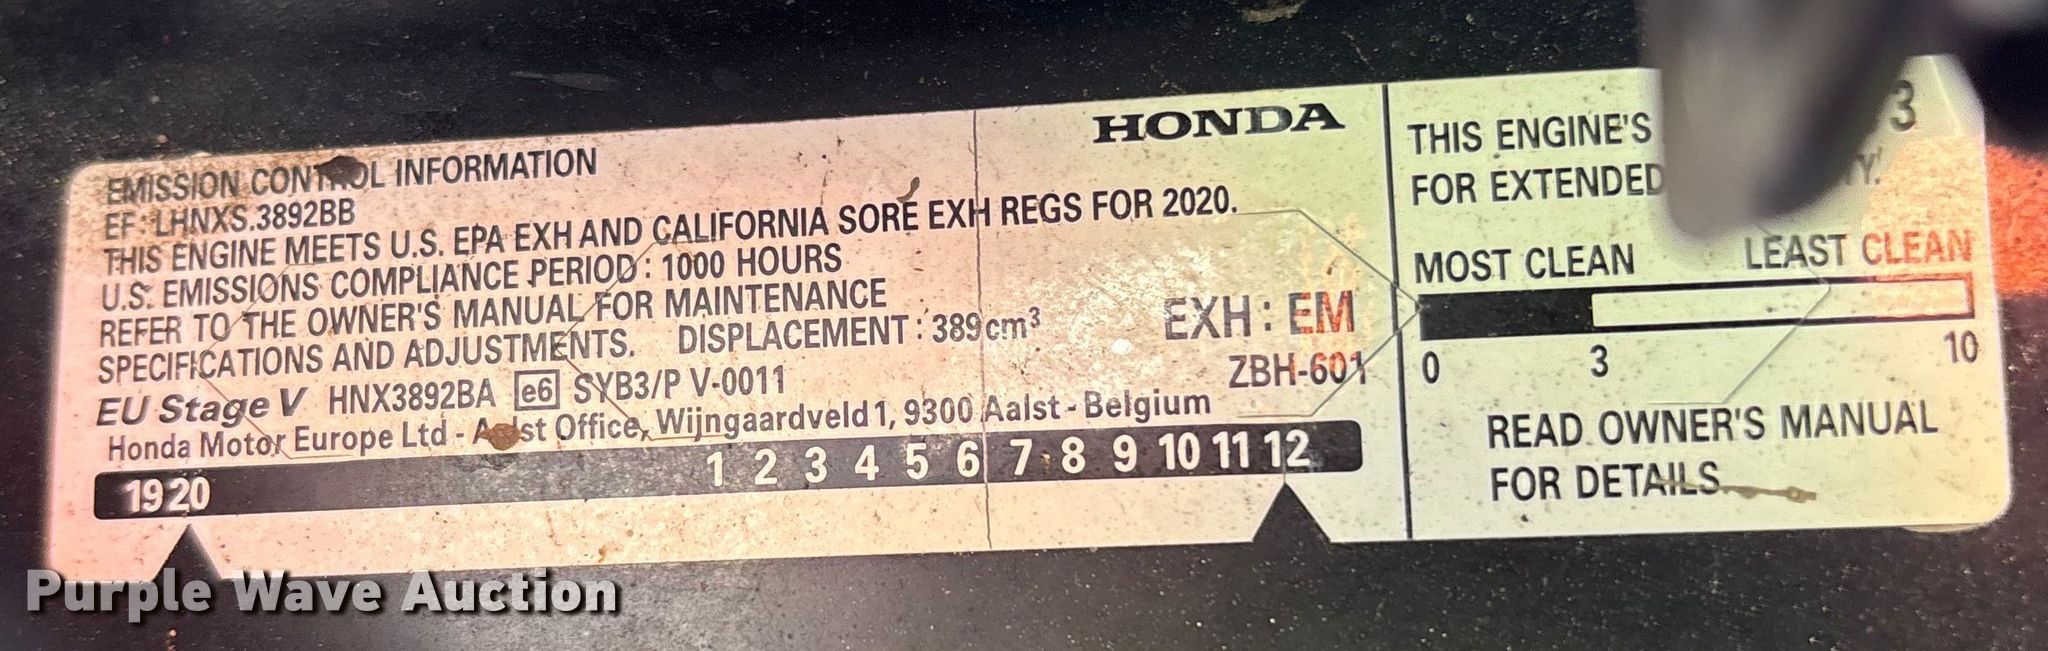 EMISSION CONTROL INFORMATION
HONDA
EF : LHNXS.3892BB
THIS ENGINE MEETS U.S. EPA EXH AND CALIFORNIA SORE EXH REGS FOR 2020.
U.S. EMISSIONS COMPLIANCE PERIOD : 1000 HOURS
REFER TO THE OWNER'S MANUAL FOR MAINTENANCE
SPECIFICATIONS AND ADJUSTMENTS. DISPLACEMENT : 389cm³
EXH : EM
EU Stage V HNX3892BA e6 SYB3/P V-0011
ZBH-601
Honda Motor Europe Ltd - Aalst Office, Wijngaardveld 1, 9300 Aalst - Belgium
19 20 1 2 3 4 5 6 7 8 9 10 11 12
THIS ENGINE'S 3
FOR EXTENDED
MOST CLEAN LEAST CLEAN
0 3 10
READ OWNER'S MANUAL
FOR DETAILS.
Purple Wave Auction